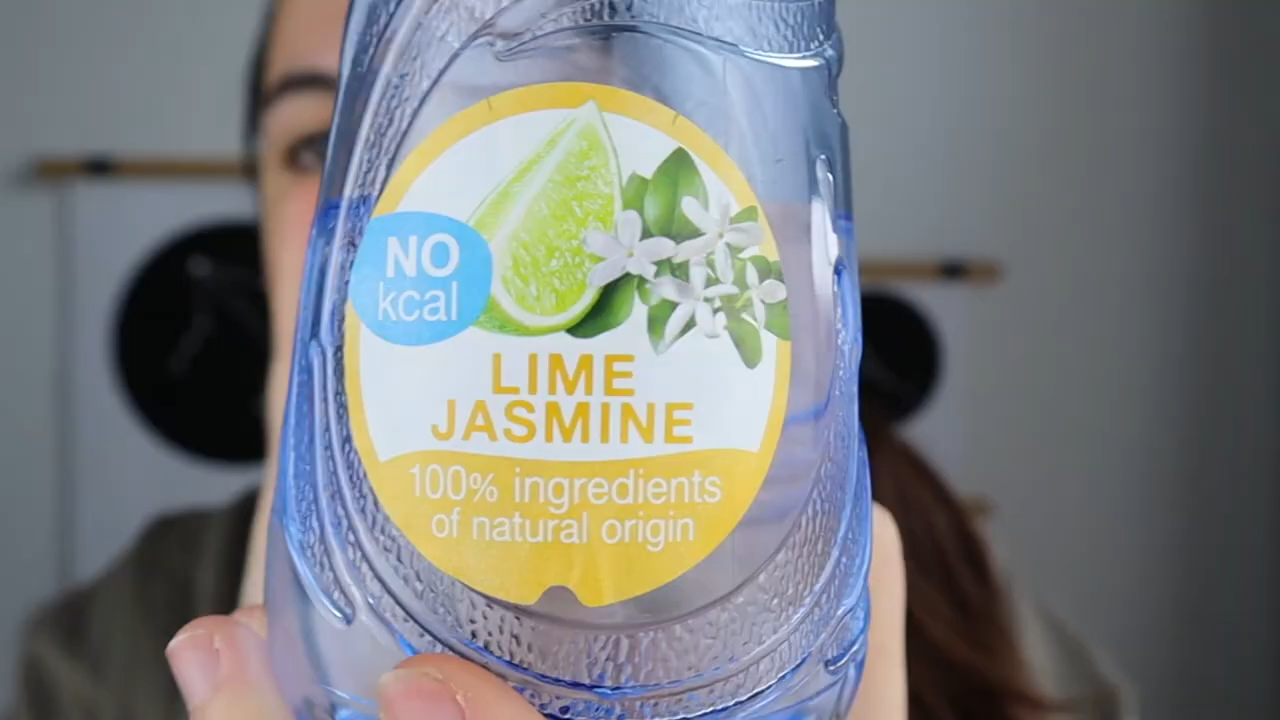 NO
kcal
LIME
JASMINE
100% ingredients
of natural origin